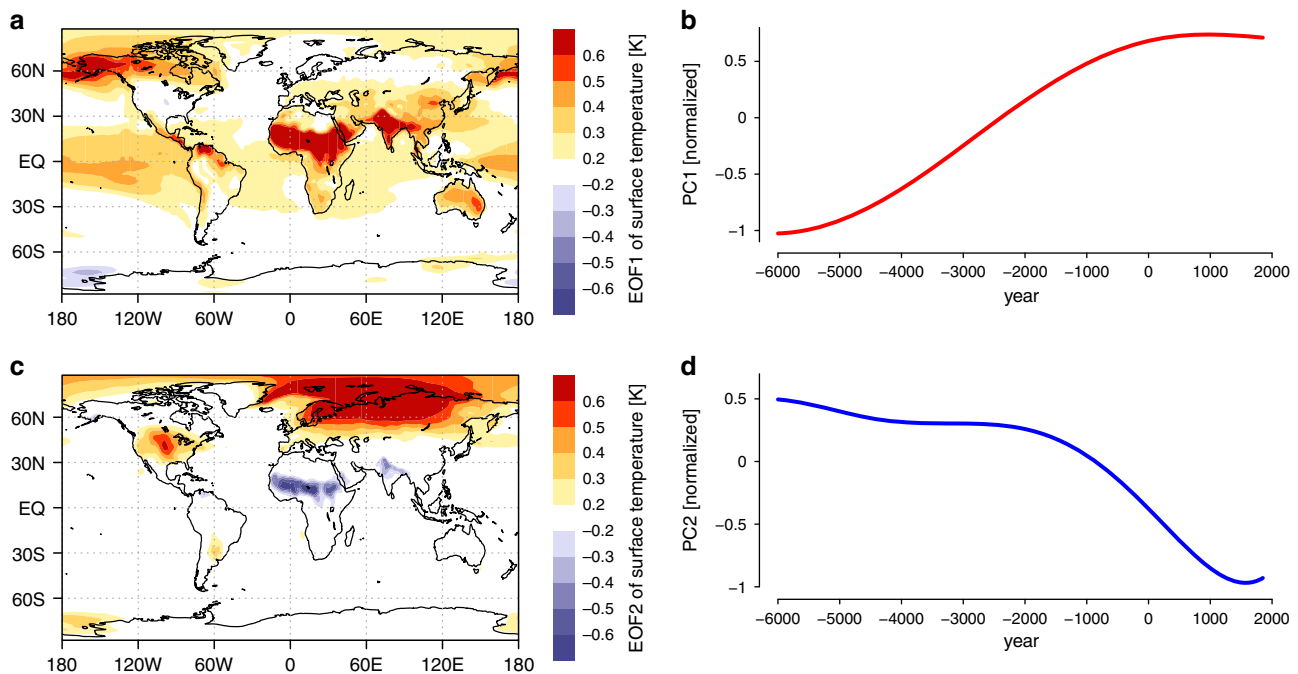 a
60N
30N
EQ
30S
60S
180 120W 60W 0 60E 120E 180
0.6
0.5
0.4
0.3
0.2
−0.2
−0.3
−0.4
−0.5
−0.6
EOF1 of surface temperature [K]
b
0.5
0
−0.5
−1
PC1 [normalized]
−6000 −5000 −4000 −3000 −2000 −1000 0 1000 2000
year
c
60N
30N
EQ
30S
60S
180 120W 60W 0 60E 120E 180
0.6
0.5
0.4
0.3
0.2
−0.2
−0.3
−0.4
−0.5
−0.6
EOF2 of surface temperature [K]
d
0.5
0
−0.5
−1
PC2 [normalized]
−6000 −5000 −4000 −3000 −2000 −1000 0 1000 2000
year